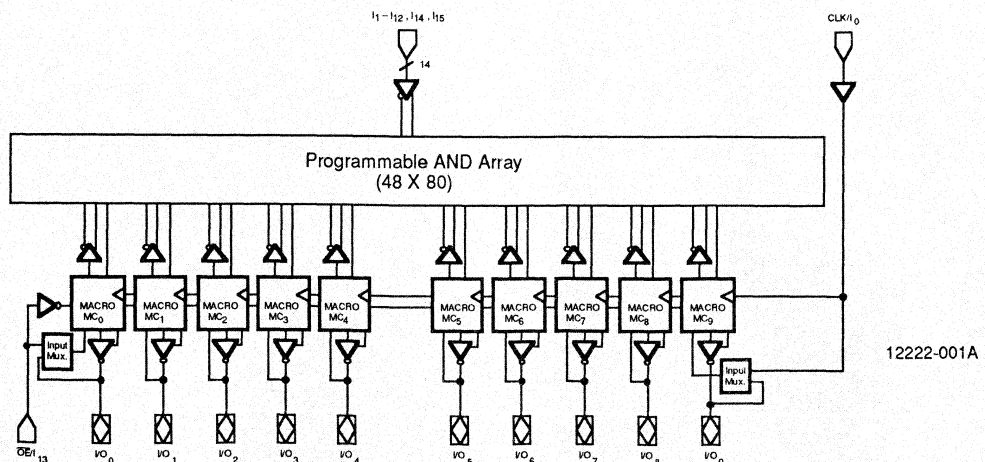 I1 – I12, I14, I15
CLK/I0
14
Programmable AND Array
(48 X 80)
MACRO MC0
MACRO MC1
MACRO MC2
MACRO MC3
MACRO MC4
MACRO MC5
MACRO MC6
MACRO MC7
MACRO MC8
MACRO MC9
Input Mux.
Input Mux.
12222-001A
OE/I13
I/O0
I/O1
I/O2
I/O3
I/O4
I/O5
I/O6
I/O7
I/O8
I/O9